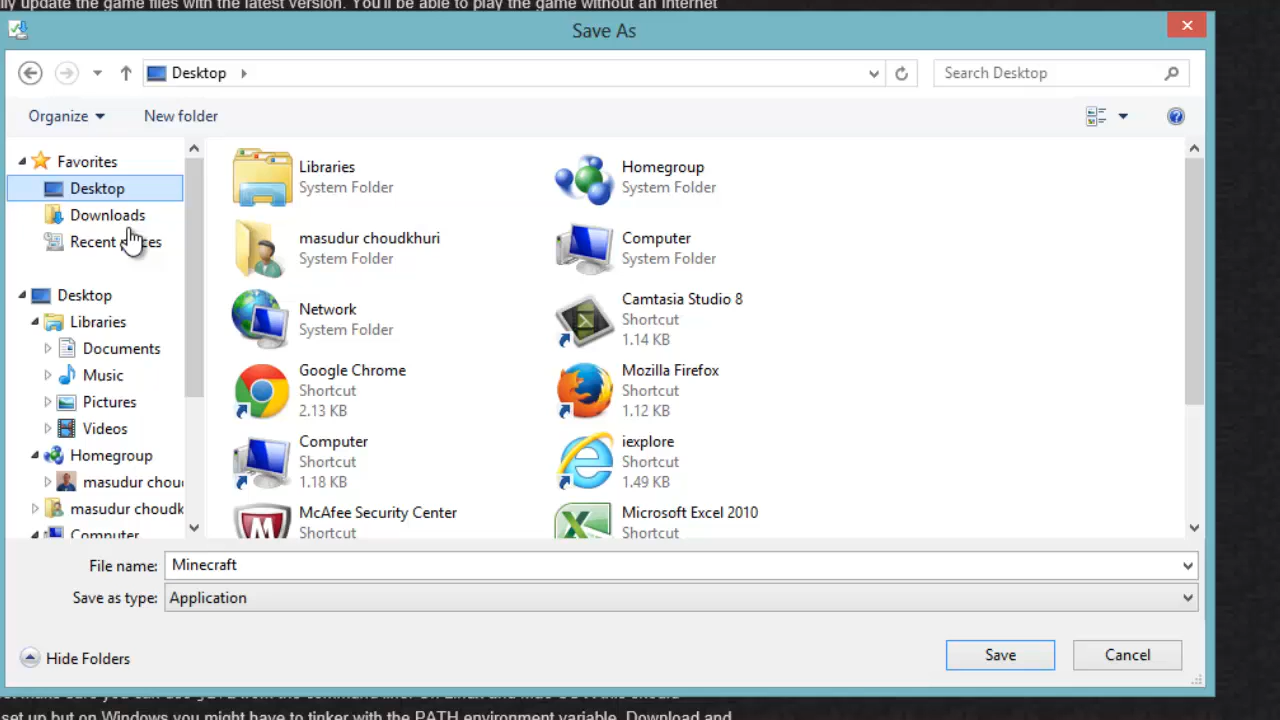 lly update the game files with the latest version. You'll be able to play the game without an internet
Save As
Desktop
Search Desktop
Organize
New folder
Favorites
Desktop
Downloads
Recent
Desktop
Libraries
Documents
Music
Pictures
Videos
Homegroup
masudur chou
masudur choudk
Computer
Libraries
System Folder
Homegroup
System Folder
masudur choudkhuri
System Folder
Computer
System Folder
Network
System Folder
Camtasia Studio 8
Shortcut
1.14 KB
Google Chrome
Shortcut
2.13 KB
Mozilla Firefox
Shortcut
1.12 KB
Computer
Shortcut
1.18 KB
iexplore
Shortcut
1.49 KB
McAfee Security Center
Shortcut
Microsoft Excel 2010
Shortcut
File name: Minecraft
Save as type: Application
Hide Folders
Save
Cancel
set up but on Windows you might have to tinker with the PATH environment variable. Download and